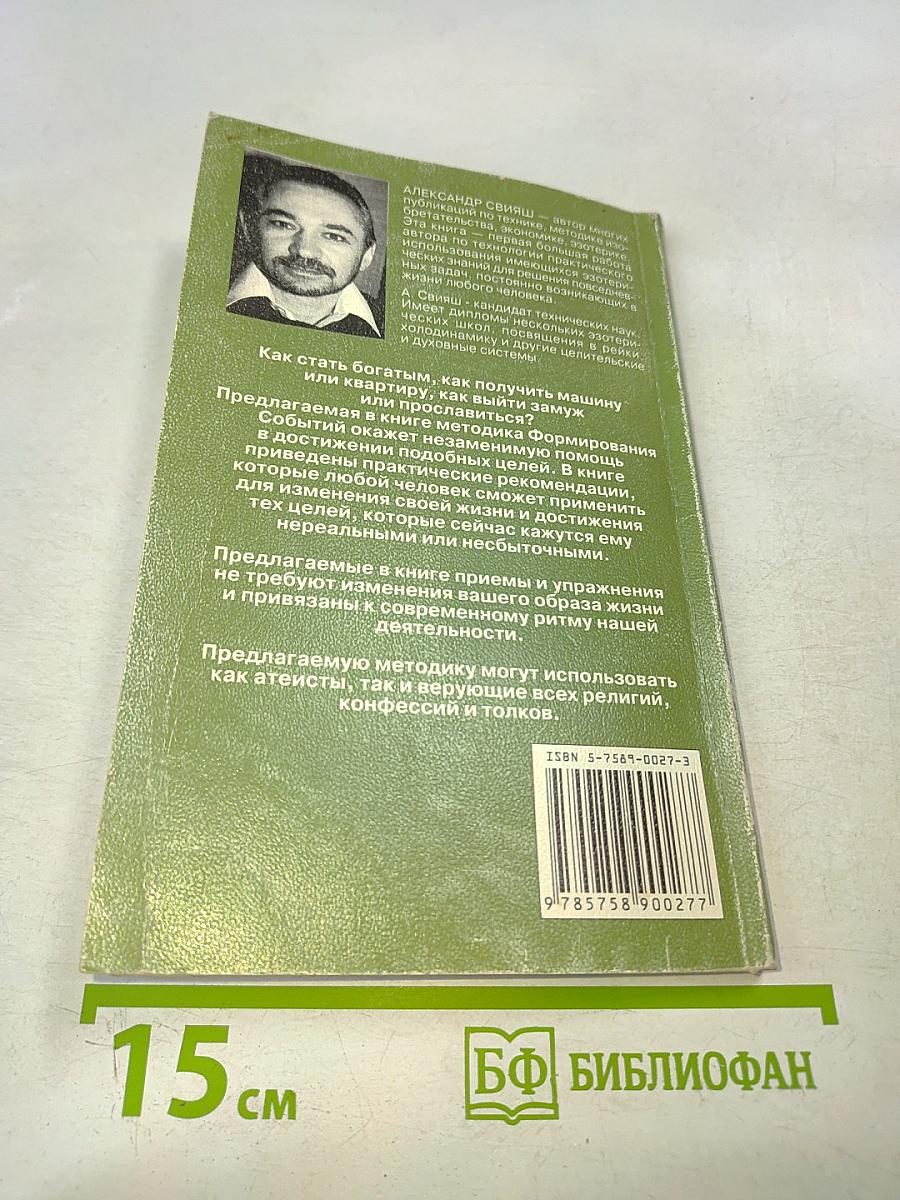 АЛЕКСАНДР СВИЯШ — автор многих
публикаций по технике, методике изо-
бретательства, экономике, эзотерике.
Эта книга — первая большая работа
автора по технологии практического
использования имеющихся эзотери-
ческих знаний для решения повседнев-
ных задач, постоянно возникающих в
жизни любого человека.
А. Свияш - кандидат технических наук.
Имеет дипломы нескольких эзотери-
ческих школ, посвящения в рейки,
холодинамику и другие целительские
и духовные системы.
Как стать богатым, как получить машину
или квартиру, как выйти замуж
или прославиться?
Предлагаемая в книге методика Формирования
Событий окажет незаменимую помощь
в достижении подобных целей. В книге
приведены практические рекомендации,
которые любой человек сможет применить
для изменения своей жизни и достижения
тех целей, которые сейчас кажутся ему
нереальными или несбыточными.
Предлагаемые в книге приемы и упражнения
не требуют изменения вашего образа жизни
и привязаны к современному ритму нашей
деятельности.
Предлагаемую методику могут использовать
как атеисты, так и верующие всех религий,
конфессий и толков.
ISBN 5-7589-0027-3
9 785758 900277
15 см
БФ БИБЛИОФАН